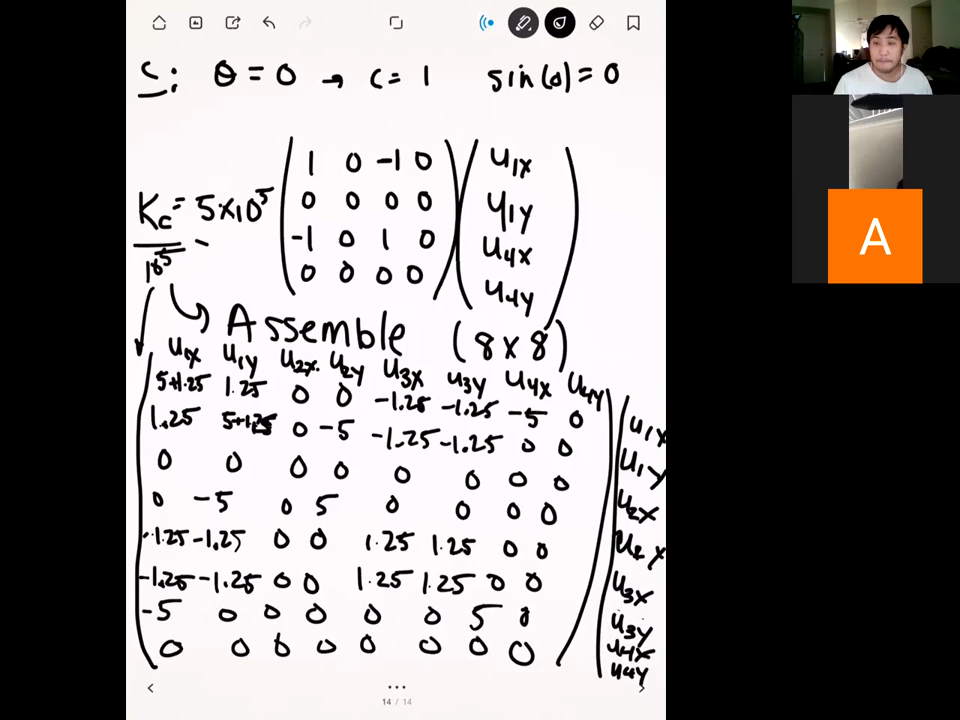 C: θ = 0 → c = 1 sin(0) = 0
1 0 -1 0 u1x
Kc = 5×10^5 0 0 0 0 u1y
10^5 -1 0 1 0 u4x
0 0 0 0 u4y
Assemble (8×8)
u1x u1y u2x u2y u3x u3y u4x u4y
5+1.25 1.25 0 0 -1.25 -1.25 -5 0 u1x
1.25 5+1.25 0 -5 -1.25 -1.25 0 0 u1y
0 0 0 0 0 0 0 0 u2x
0 -5 0 5 0 0 0 0 u2x
-1.25 -1.25 0 0 1.25 1.25 0 0 u3x
-1.25 -1.25 0 0 1.25 1.25 0 0 u3y
-5 0 0 0 0 0 5 0 u4x
0 0 0 0 0 0 0 0 u4y
14 / 14
A